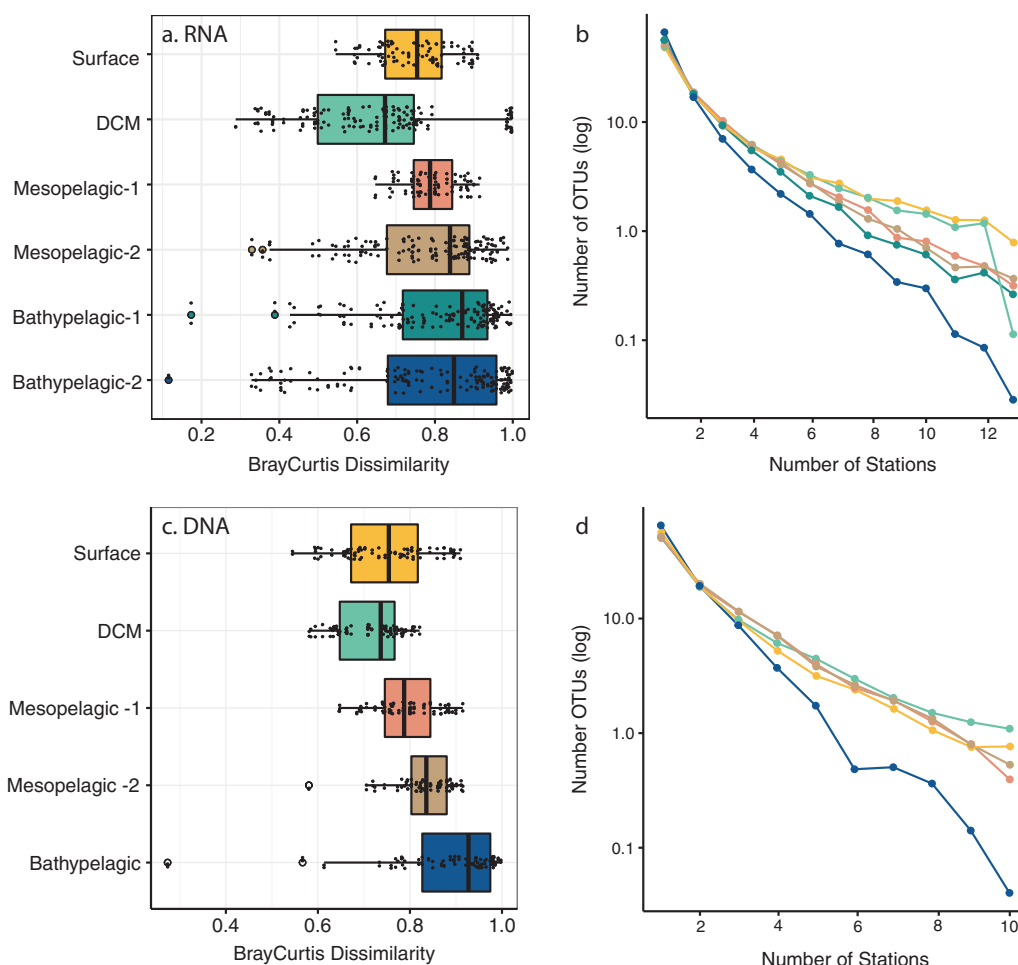 a. RNA
Surface
DCM
Mesopelagic-1
Mesopelagic-2
Bathypelagic-1
Bathypelagic-2
0.2 0.4 0.6 0.8 1.0
BrayCurtis Dissimilarity
b
Number of OTUs (log)
10.0
1.0
0.1
2 4 6 8 10 12
Number of Stations
c. DNA
Surface
DCM
Mesopelagic -1
Mesopelagic -2
Bathypelagic
0.4 0.6 0.8 1.0
BrayCurtis Dissimilarity
d
Number OTUs (log)
10.0
1.0
0.1
2 4 6 8 10
Number of Stations